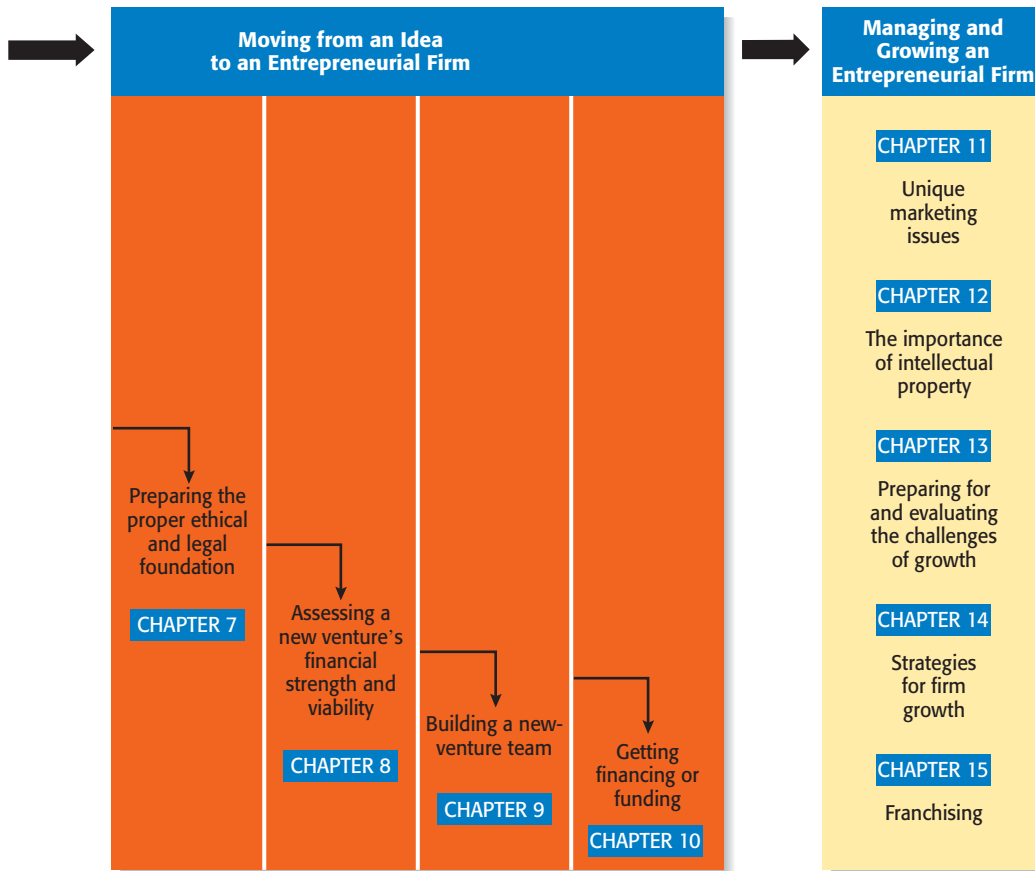 Moving from an Idea
to an Entrepreneurial Firm
Preparing the
proper ethical
and legal
foundation
CHAPTER 7
Assessing a
new venture's
financial
strength and
viability
CHAPTER 8
Building a new-
venture team
CHAPTER 9
Getting
financing or
funding
CHAPTER 10
Managing and
Growing an
Entrepreneurial Firm
CHAPTER 11
Unique
marketing
issues
CHAPTER 12
The importance
of intellectual
property
CHAPTER 13
Preparing for
and evaluating
the challenges
of growth
CHAPTER 14
Strategies
for firm
growth
CHAPTER 15
Franchising